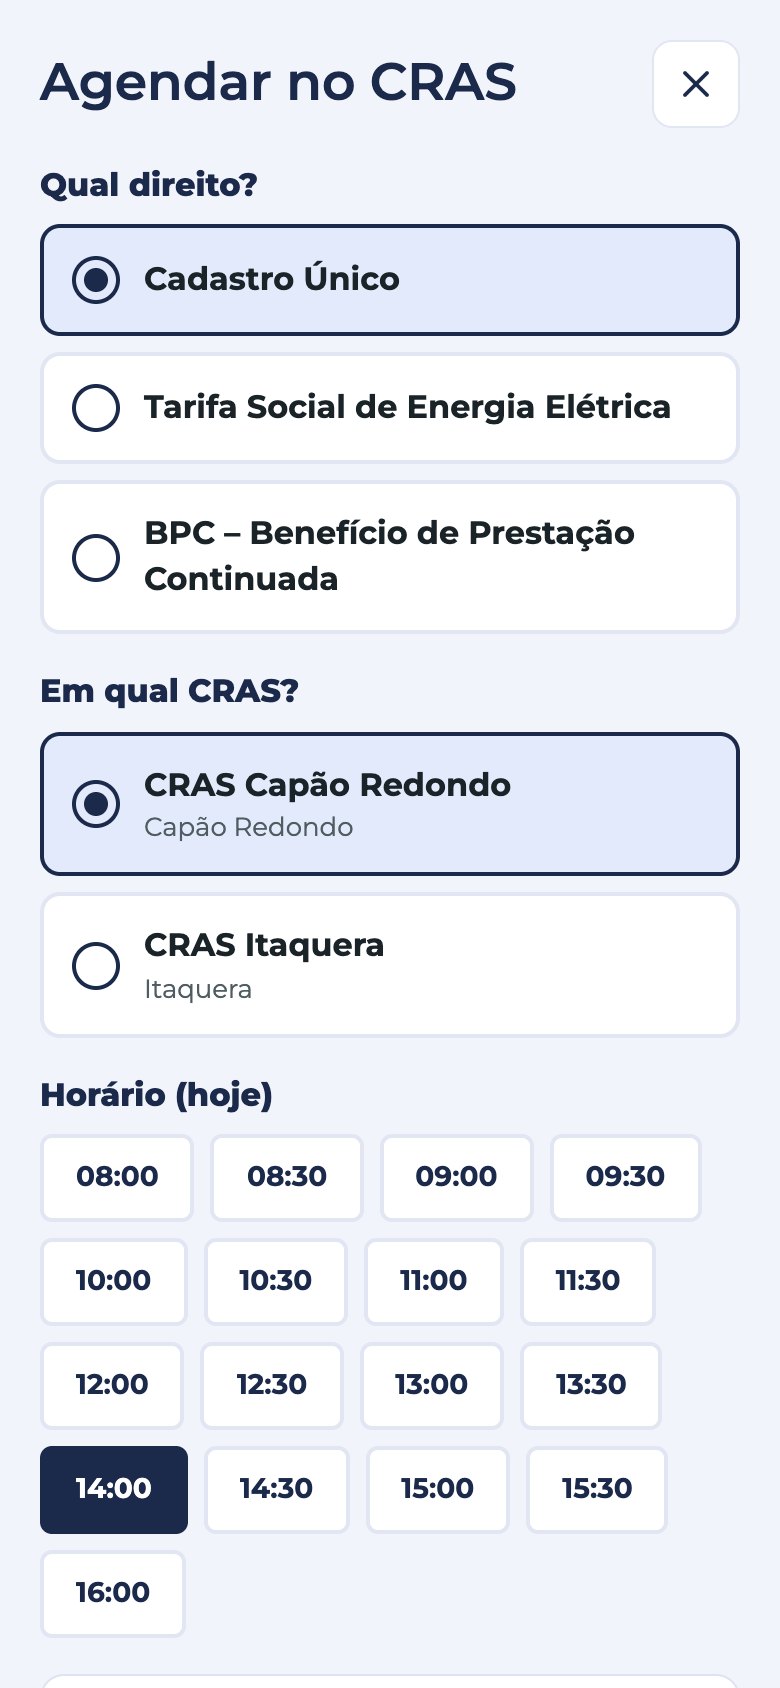 Agendar no CRAS
Qual direito?
Cadastro Único
Tarifa Social de Energia Elétrica
BPC – Benefício de Prestação
Continuada
Em qual CRAS?
CRAS Capão Redondo
Capão Redondo
CRAS Itaquera
Itaquera
Horário (hoje)
08:00 08:30 09:00 09:30
10:00 10:30 11:00 11:30
12:00 12:30 13:00 13:30
14:00 14:30 15:00 15:30
16:00